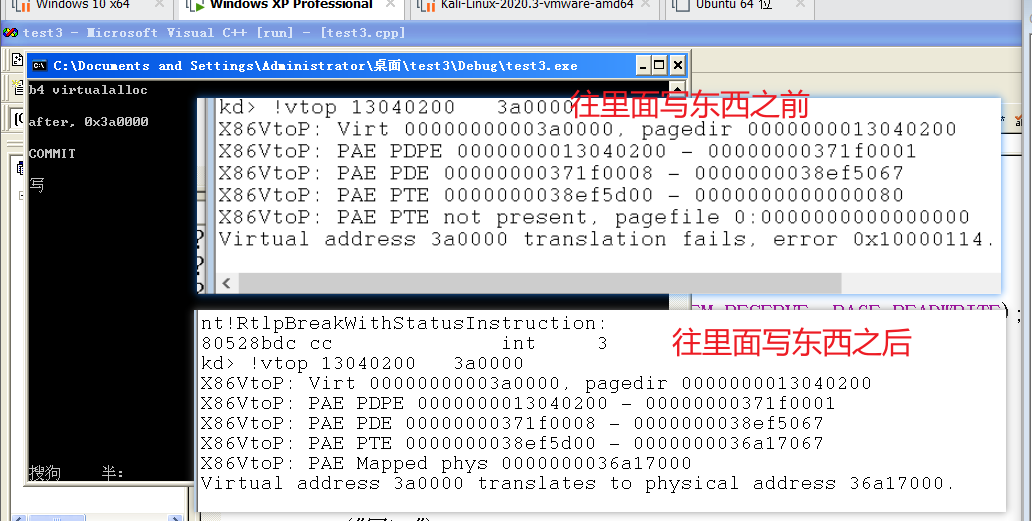 Windows 10 x64
Windows XP Professional
Kali-Linux-2020.3-vmware-amd64
Ubuntu 64 位
test3 - Microsoft Visual C++ [run] - [test3.cpp]
C:\Documents and Settings\Administrator\桌面\test3\Debug\test3.exe
b4 virtualalloc
after, 0x3a0000
COMMIT
写
往里面写东西之前
kd> !vtop 13040200 3a0000
X86VtoP: Virt 00000000003a0000, pagedir 0000000013040200
X86VtoP: PAE PDPE 0000000013040200 - 00000000371f0001
X86VtoP: PAE PDE 00000000371f0008 - 0000000038ef5067
X86VtoP: PAE PTE 0000000038ef5d00 - 0000000000000080
X86VtoP: PAE PTE not present, pagefile 0:0000000000000000
Virtual address 3a0000 translation fails, error 0x10000114.
往里面写东西之后
nt!RtlpBreakWithStatusInstruction:
80528bdc cc int 3
kd> !vtop 13040200 3a0000
X86VtoP: Virt 00000000003a0000, pagedir 0000000013040200
X86VtoP: PAE PDPE 0000000013040200 - 00000000371f0001
X86VtoP: PAE PDE 00000000371f0008 - 0000000038ef5067
X86VtoP: PAE PTE 0000000038ef5d00 - 0000000036a17067
X86VtoP: PAE Mapped phys 0000000036a17000
Virtual address 3a0000 translates to physical address 36a17000.
搜狗 半: